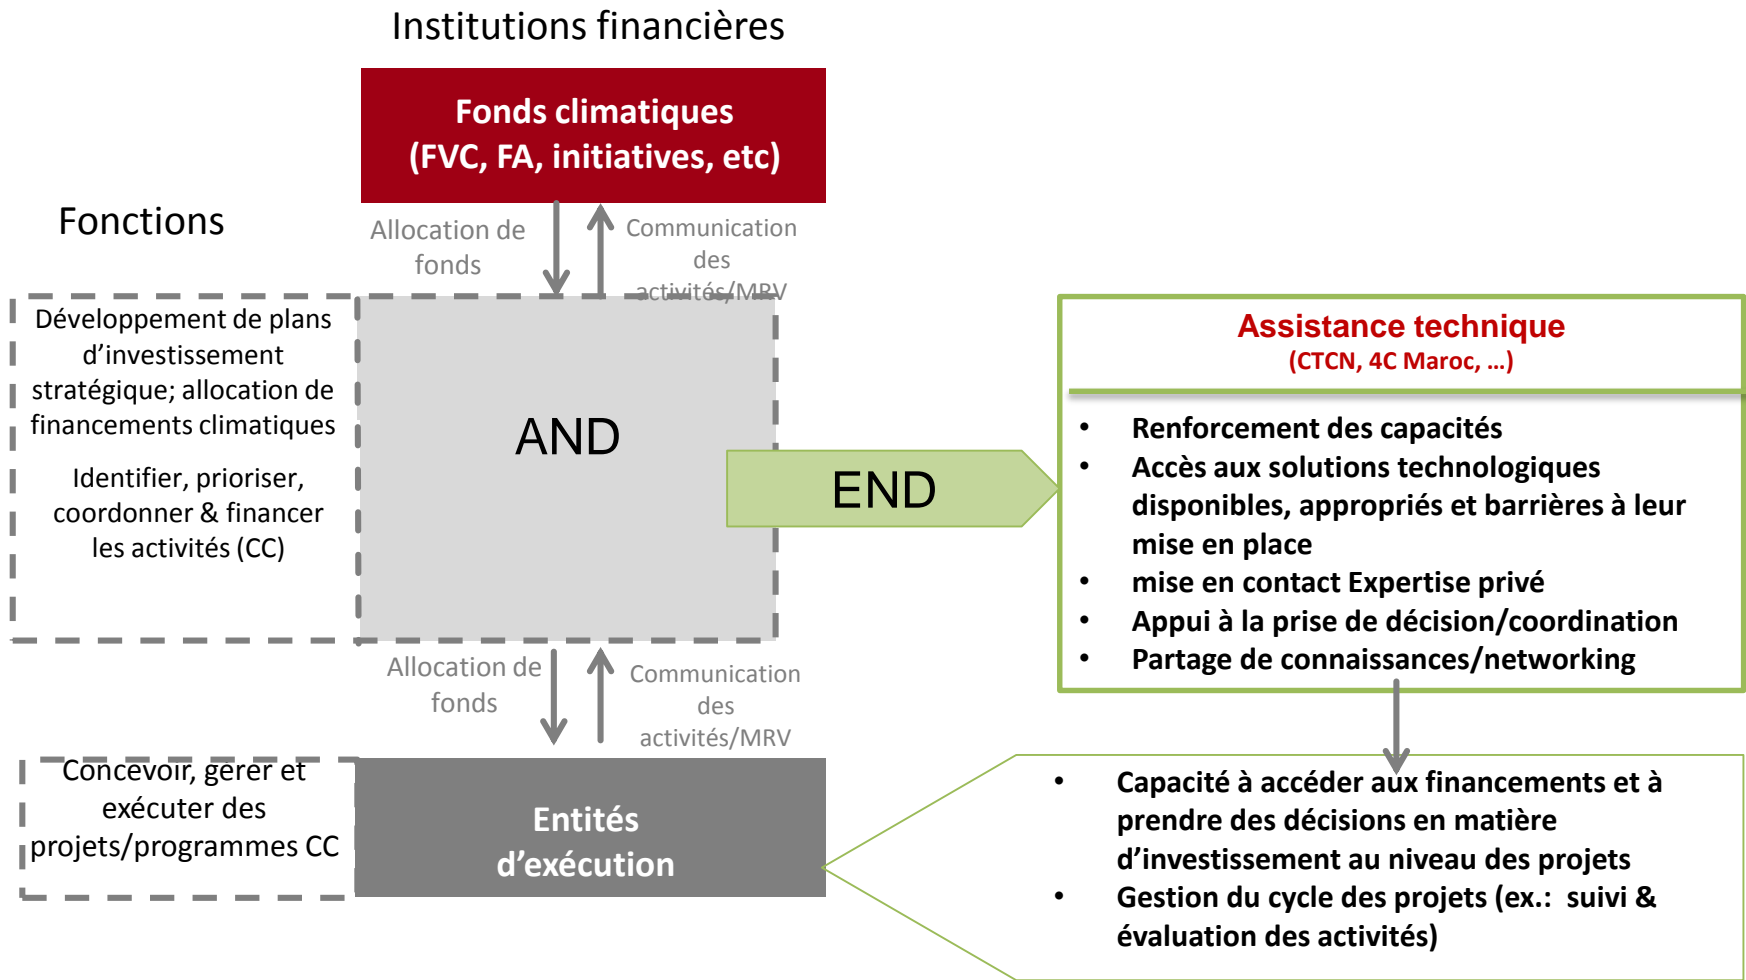 Institutions financières
Fonds climatiques
(FVC, FA, initiatives, etc)
Fonctions
Allocation de
fonds
Communication
des
activités/MRV
Développement de plans
d’investissement
stratégique; allocation de
financements climatiques
Identifier, prioriser,
coordonner & financer
les activités (CC)
AND
END
Assistance technique
(CTCN, 4C Maroc, ...)
• Renforcement des capacités
• Accès aux solutions technologiques
disponibles, appropriés et barrières à leur
mise en place
• mise en contact Expertise privé
• Appui à la prise de décision/coordination
• Partage de connaissances/networking
Allocation de
fonds
Communication
des
activités/MRV
Concevoir, gérer et
exécuter des
projets/programmes CC
Entités
d’exécution
• Capacité à accéder aux financements et à
prendre des décisions en matière
d’investissement au niveau des projets
• Gestion du cycle des projets (ex.: suivi &
évaluation des activités)